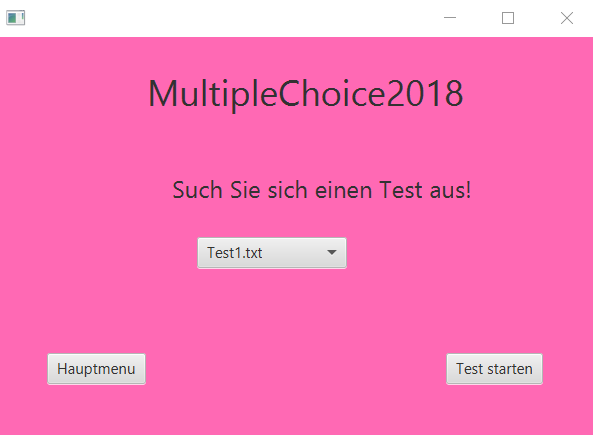 MultipleChoice2018
Such Sie sich einen Test aus!
Test1.txt
Hauptmenu
Test starten